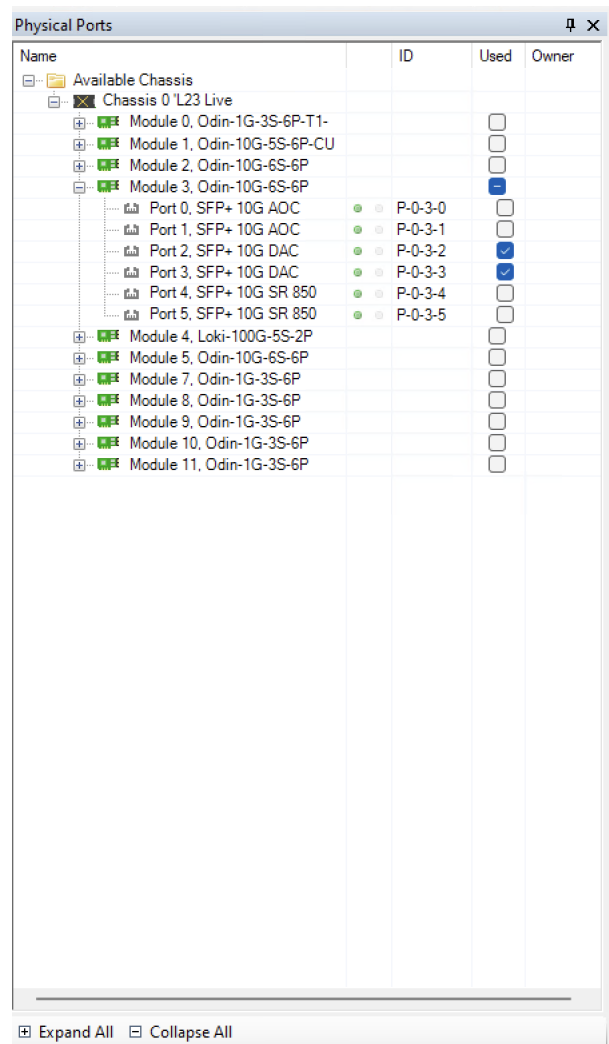 Physical Ports
Name ID Used Owner
Available Chassis
Chassis 0 'L23 Live
Module 0, Odin-1G-3S-6P-T1-
Module 1, Odin-10G-5S-6P-CU
Module 2, Odin-10G-6S-6P
Module 3, Odin-10G-6S-6P
Port 0, SFP+ 10G AOC P-0-3-0
Port 1, SFP+ 10G AOC P-0-3-1
Port 2, SFP+ 10G DAC P-0-3-2
Port 3, SFP+ 10G DAC P-0-3-3
Port 4, SFP+ 10G SR 850 P-0-3-4
Port 5, SFP+ 10G SR 850 P-0-3-5
Module 4, Loki-100G-5S-2P
Module 5, Odin-10G-6S-6P
Module 7, Odin-1G-3S-6P
Module 8, Odin-1G-3S-6P
Module 9, Odin-1G-3S-6P
Module 10, Odin-1G-3S-6P
Module 11, Odin-1G-3S-6P
Expand All Collapse All